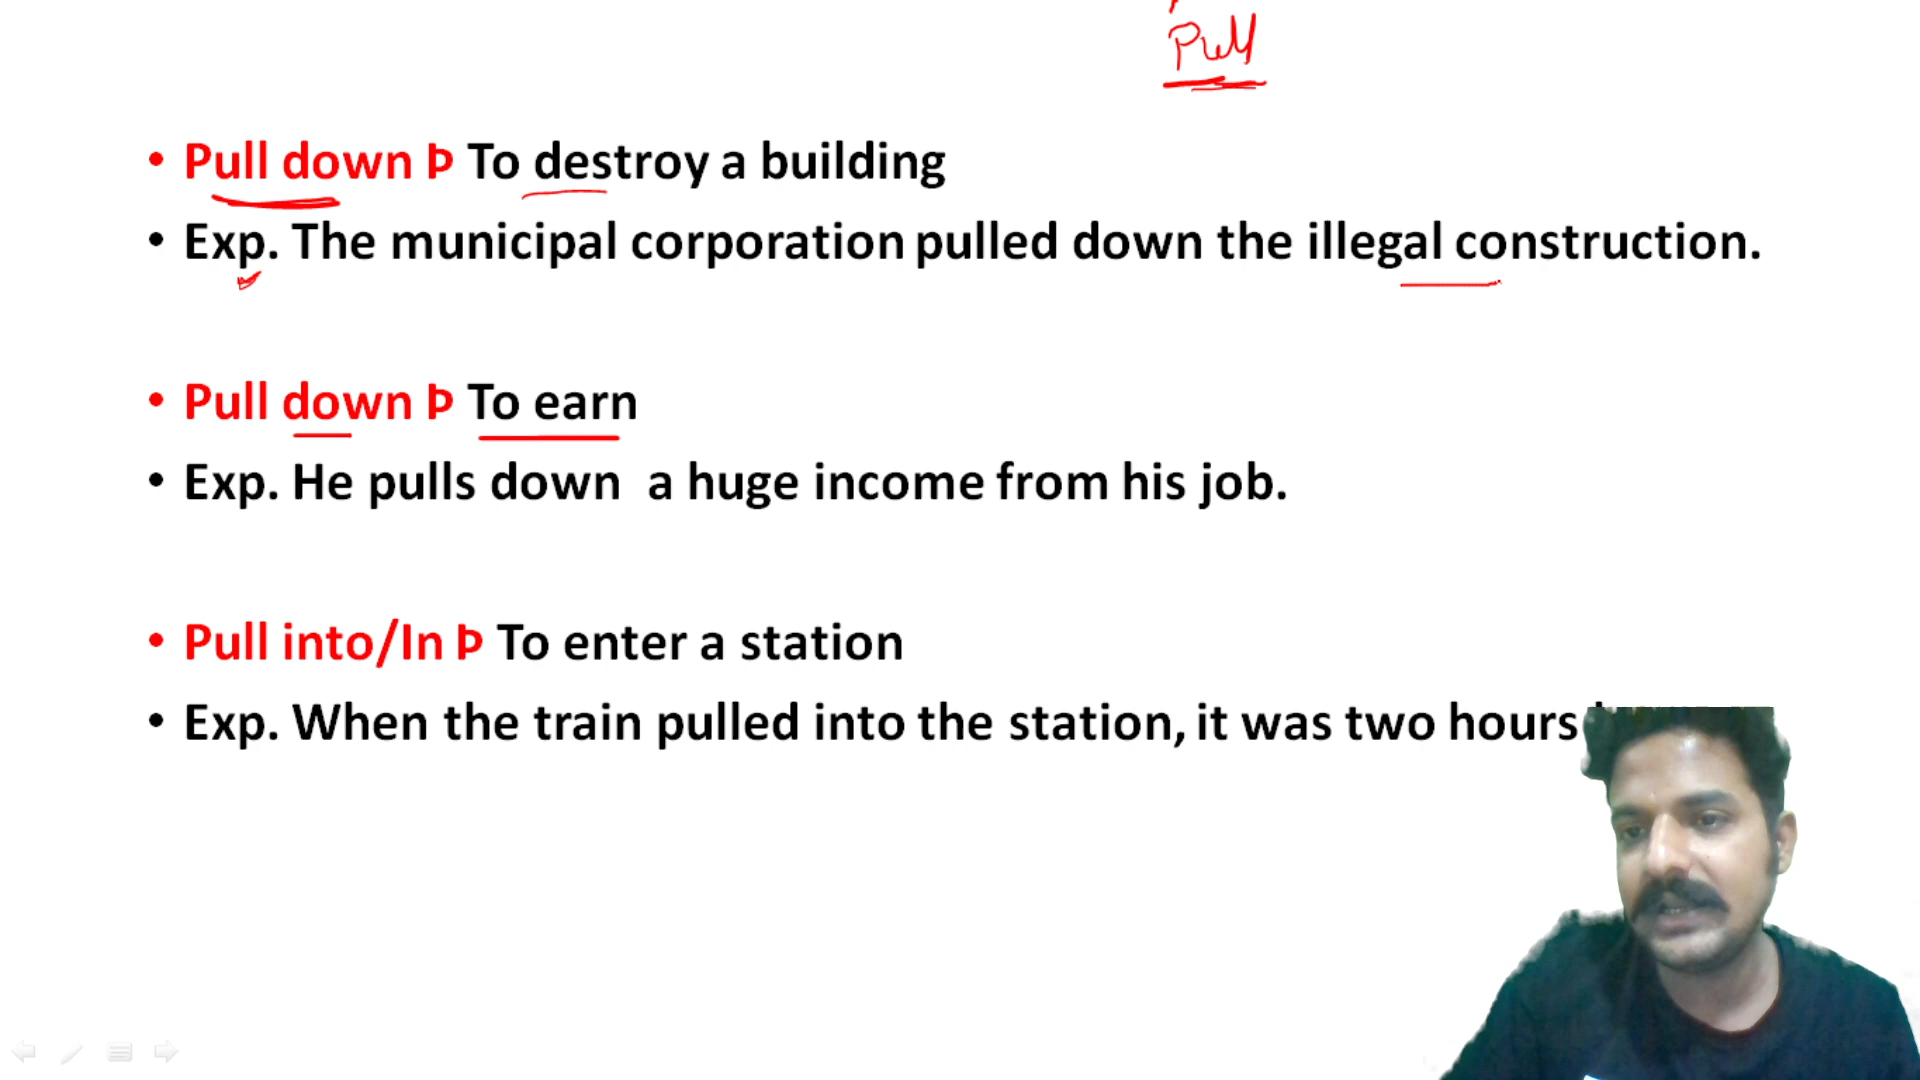 Pull
• Pull down Þ To destroy a building
• Exp. The municipal corporation pulled down the illegal construction.
• Pull down Þ To earn
• Exp. He pulls down a huge income from his job.
• Pull into/In Þ To enter a station
• Exp. When the train pulled into the station, it was two hours